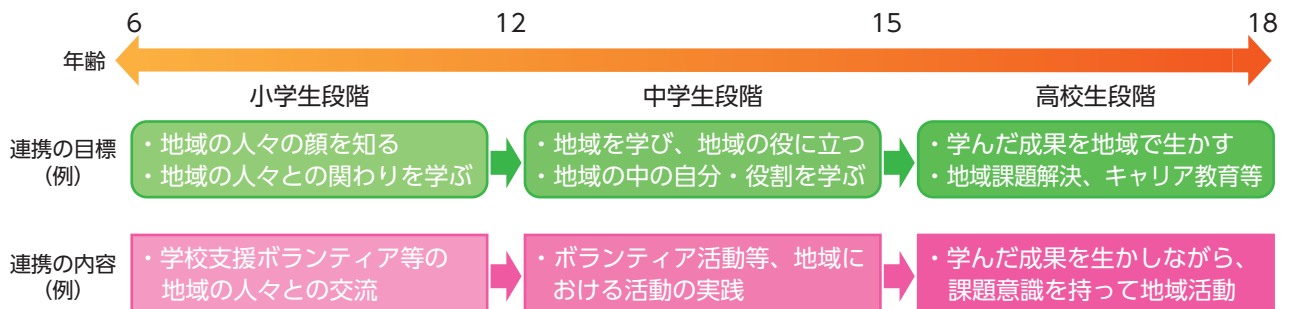 6 12 15 18
年齢
小学生段階 中学生段階 高校生段階
連携の目標
(例)
・地域の人々の顔を知る
・地域の人々との関わりを学ぶ
・地域を学び、地域の役に立つ
・地域の中の自分・役割を学ぶ
・学んだ成果を地域で生かす
・地域課題解決、キャリア教育等
連携の内容
(例)
・学校支援ボランティア等の
地域の人々との交流
・ボランティア活動等、地域に
おける活動の実践
・学んだ成果を生かしながら、
課題意識を持って地域活動